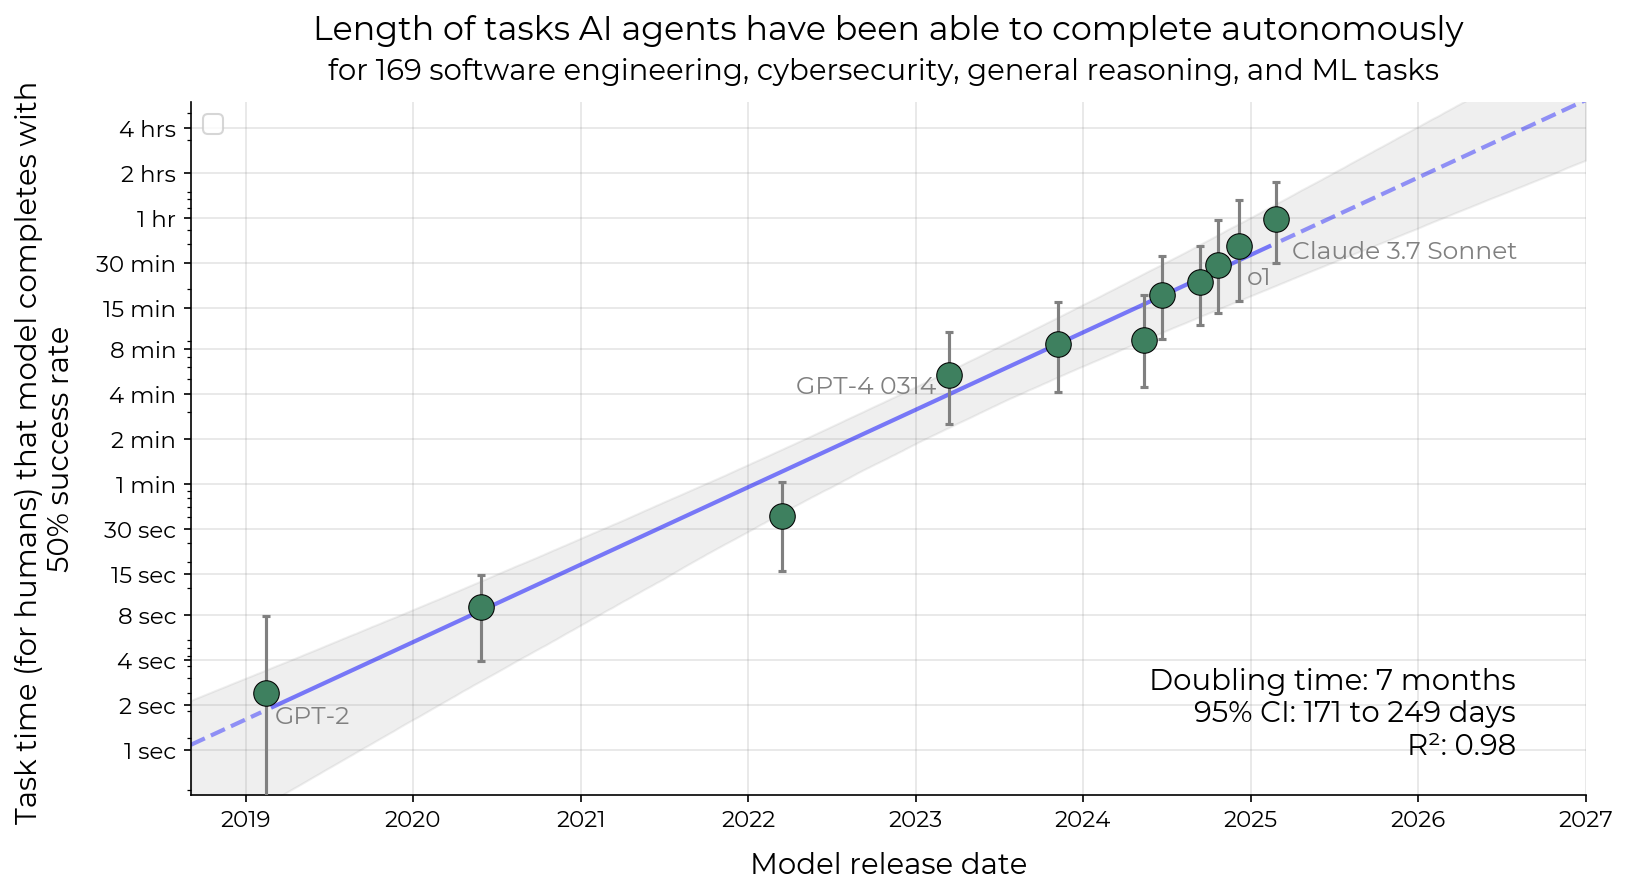 Length of tasks AI agents have been able to complete autonomously
for 169 software engineering, cybersecurity, general reasoning, and ML tasks
Task time (for humans) that model completes with
50% success rate
4 hrs
2 hrs
1 hr
30 min
15 min
8 min
4 min
2 min
1 min
30 sec
15 sec
8 sec
4 sec
2 sec
1 sec
Claude 3.7 Sonnet
o1
GPT-4 0314
GPT-2
Doubling time: 7 months
95% CI: 171 to 249 days
R²: 0.98
2019
2020
2021
2022
2023
2024
2025
2026
2027
Model release date